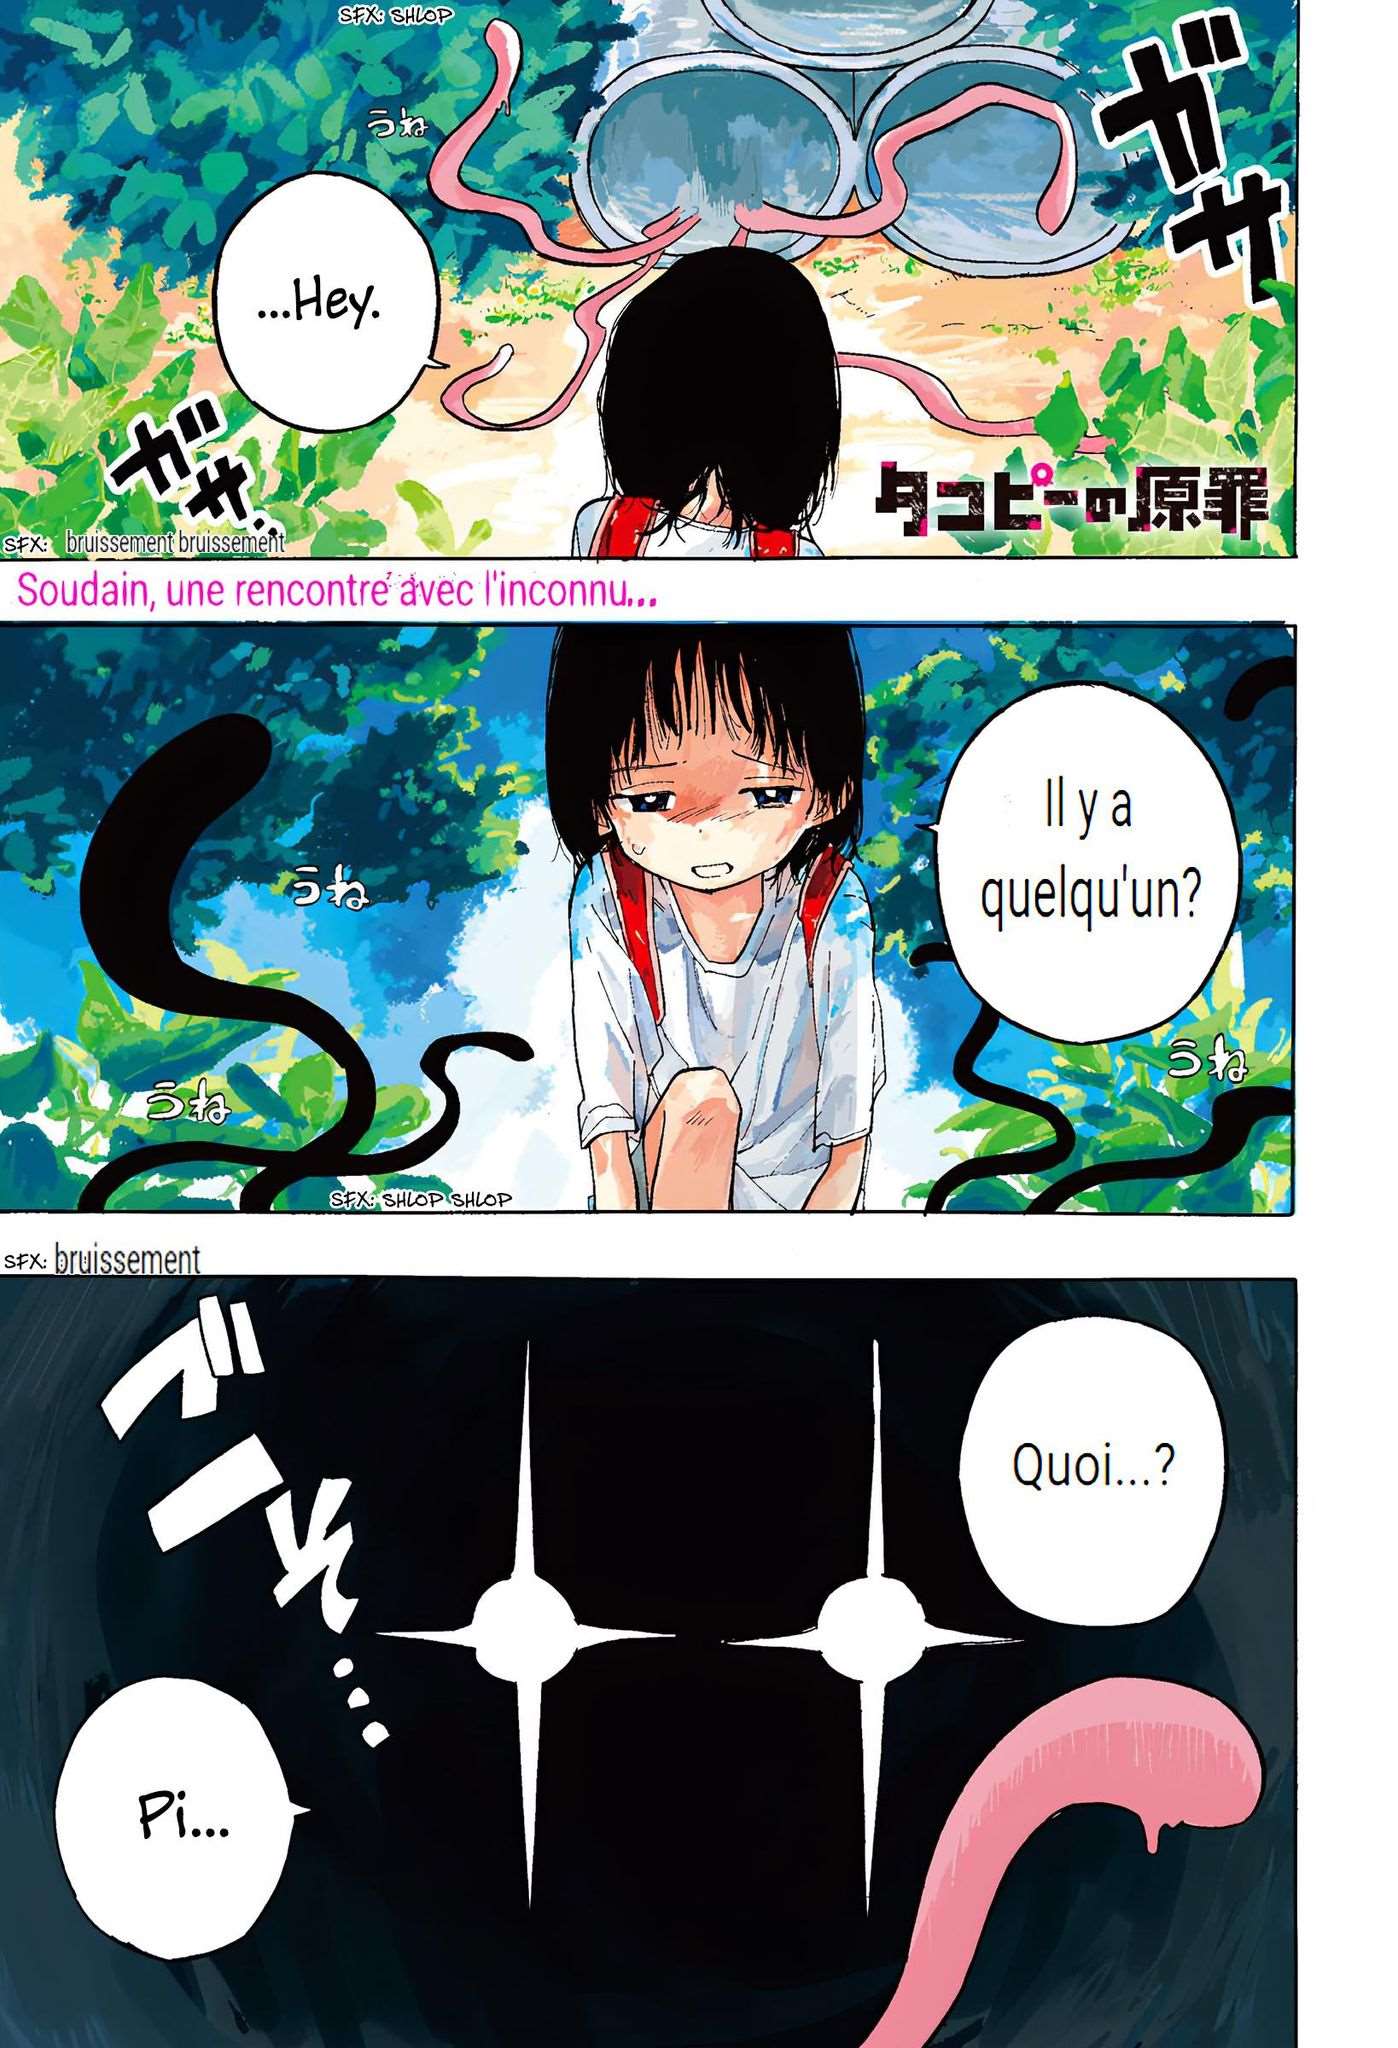 SFX: SHLOP
ガサ
うね
...Hey.
ガサ...
タコピーの原罪
SFX: bruissement bruissement
Soudain, une rencontre avec l'inconnu...
Il y a
quelqu'un?
うね
うね
うね
SFX: SHLOP SHLOP
SFX: bruissement
Quoi...?
ズズ
そ...
Pi...